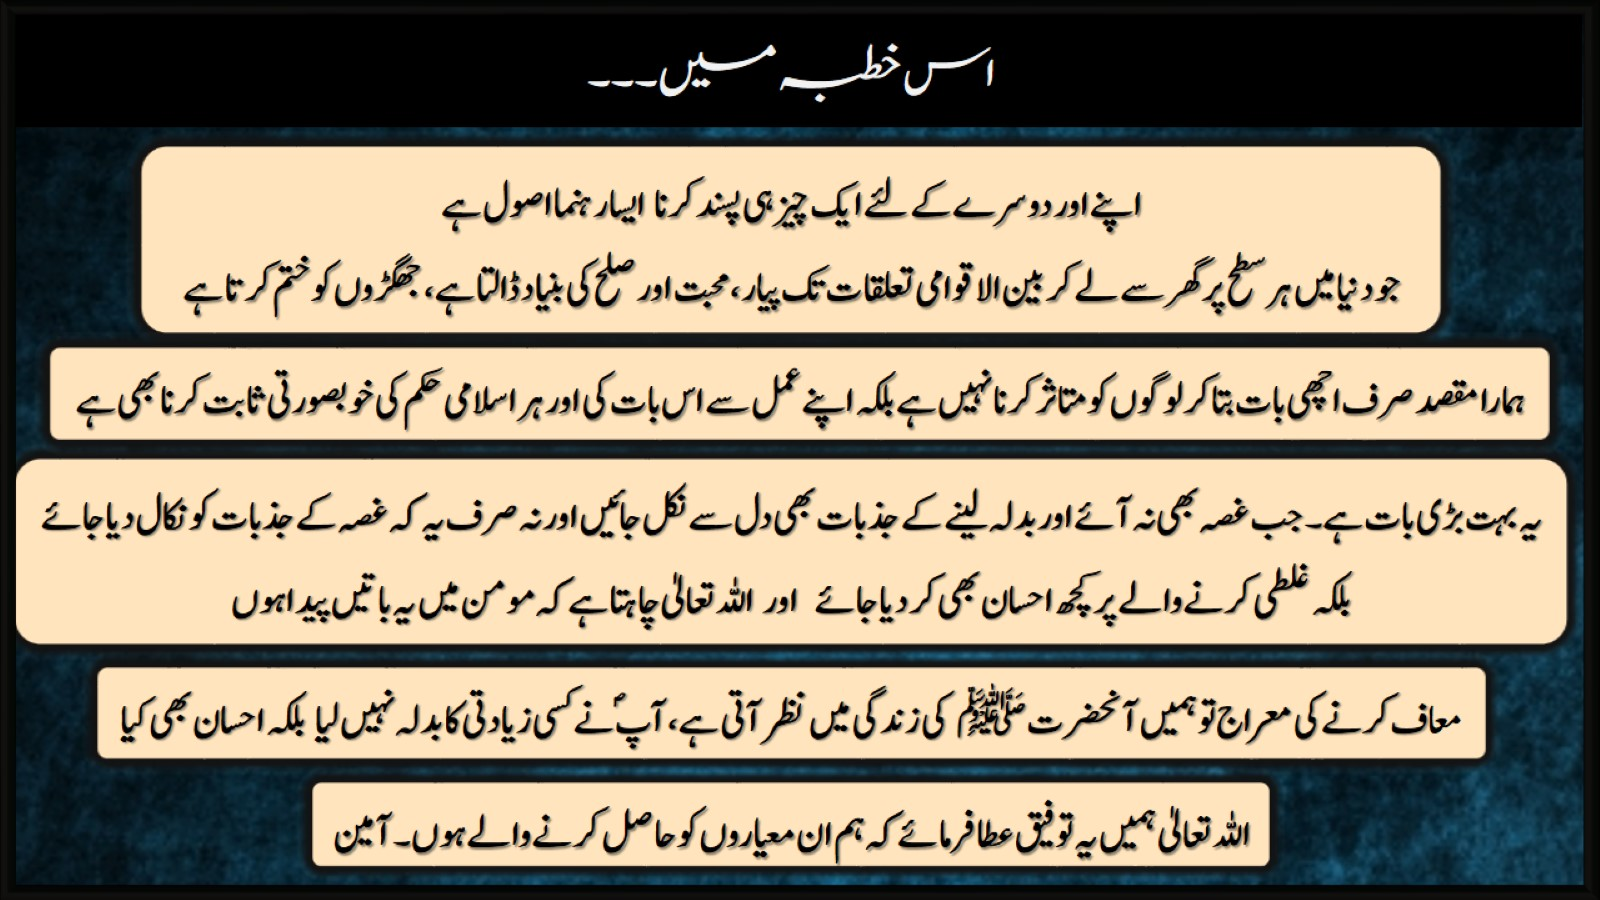 اس خطبہ میں۔۔۔
اپنے اور دوسرے کے لئے ایک چیز ہی پسند کرنا ایسا رہنما اصول ہے
جو دنیا میں ہر سطح پر گھر سے لے کر بین الاقوامی تعلقات تک پیار، محبت اور صلح کی بنیاد ڈالتا ہے، جھگڑوں کو ختم کرتا ہے
ہمارا مقصد صرف اچھی بات بتا کر لوگوں کو متاثر کرنا نہیں ہے بلکہ اپنے عمل سے اس بات کی اور ہر اسلامی حکم کی خوبصورتی ثابت کرنا بھی ہے
یہ بہت بڑی بات ہے۔ جب غصہ بھی نہ آئے اور بدلہ لینے کے جذبات بھی دل سے نکل جائیں اور نہ صرف یہ کہ غصہ کے جذبات کو نکال دیا جائے
بلکہ غلطی کرنے والے پر کچھ احسان بھی کر دیا جائے اور اللہ تعالیٰ چاہتا ہے کہ مومن میں یہ باتیں پیدا ہوں
معاف کرنے کی معراج تو ہمیں آنحضرت ﷺ کی زندگی میں نظر آتی ہے، آپؐ نے کسی زیادتی کا بدلہ نہیں لیا بلکہ احسان بھی کیا
اللہ تعالیٰ ہمیں یہ توفیق عطا فرمائے کہ ہم ان معیاروں کو حاصل کرنے والے ہوں۔ آمین